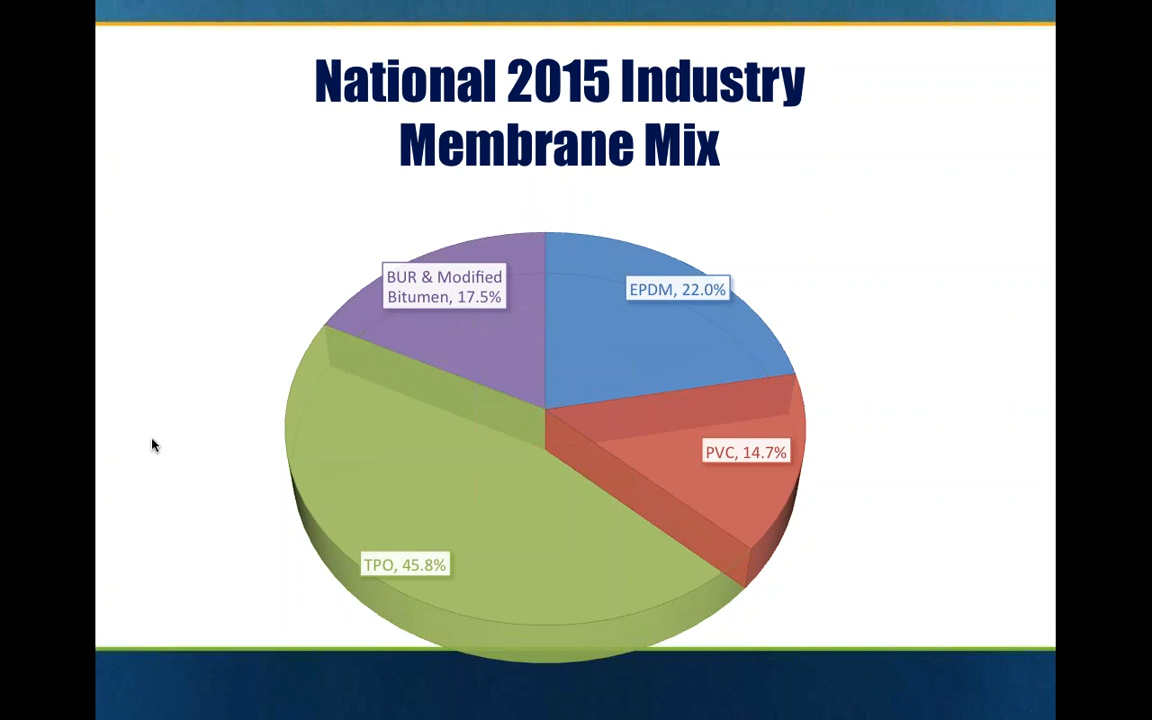 National 2015 Industry
Membrane Mix
BUR & Modified
Bitumen, 17.5%
EPDM, 22.0%
PVC, 14.7%
TPO, 45.8%